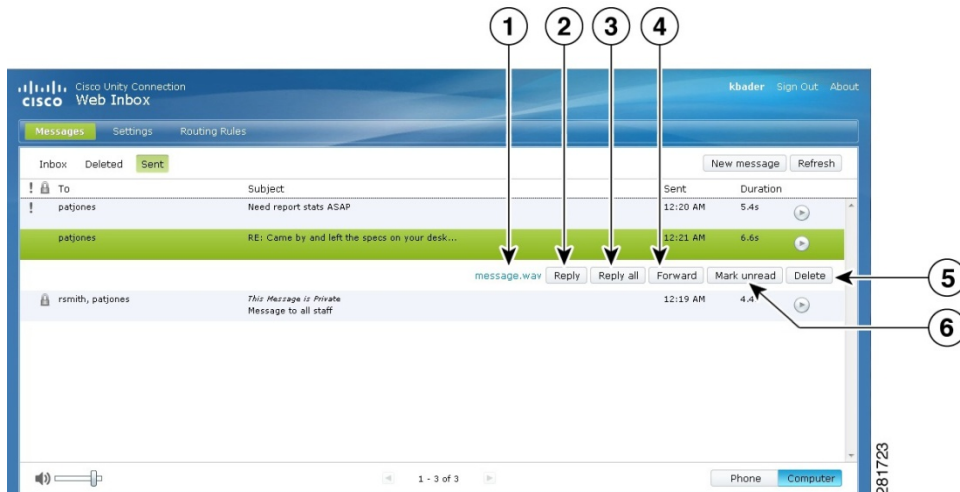 1 2 3 4
Cisco Unity Connection
cisco Web Inbox
kbader Sign Out About
Messages Settings Routing Rules
Inbox Deleted Sent
New message Refresh
! To Subject Sent Duration
! patjones Need report stats ASAP 12:20 AM 5.4s
patjones RE: Came by and left the specs on your desk... 12:21 AM 6.6s
message.wav Reply Reply all Forward Mark unread Delete
5
rsmith, patjones This Message is Private 12:19 AM 4.4
Message to all staff
6
1 - 3 of 3
Phone Computer
281723